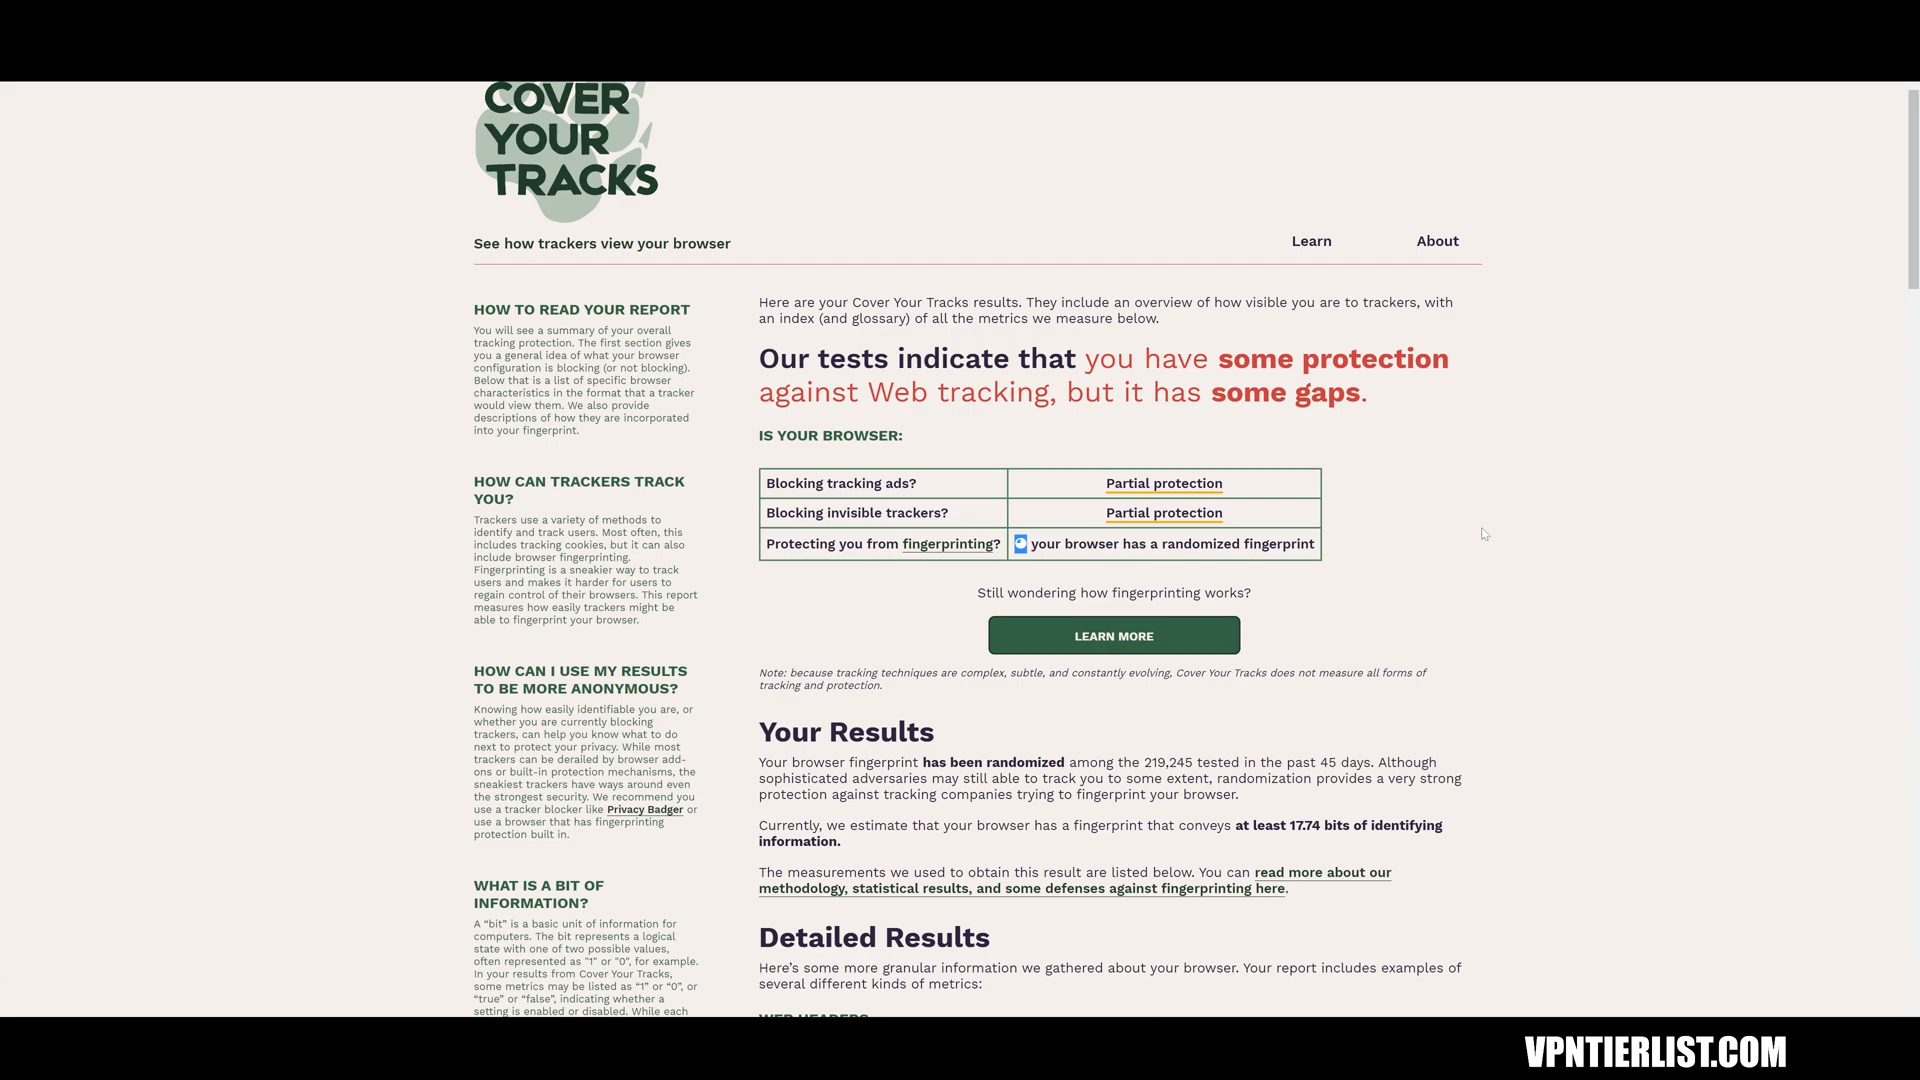 COVER
YOUR
TRACKS
See how trackers view your browser
Learn
About
HOW TO READ YOUR REPORT
You will see a summary of your overall
tracking protection. The first section gives
you a general idea of what your browser
configuration is blocking (or not blocking).
Below that is a list of specific browser
characteristics in the format that a tracker
would view them. We also provide
descriptions of how they are incorporated
into your fingerprint.
HOW CAN TRACKERS TRACK
YOU?
Trackers use a variety of methods to
identify and track users. Most often, this
includes tracking cookies, but it can also
include browser fingerprinting.
Fingerprinting is a sneakier way to track
users and makes it harder for users to
regain control of their browsers. This report
measures how easily trackers might be
able to fingerprint your browser.
HOW CAN I USE MY RESULTS
TO BE MORE ANONYMOUS?
Knowing how easily identifiable you are, or
whether you are currently blocking
trackers, can help you know what to do
next to protect your privacy. While most
trackers can be derailed by browser add-
ons or built-in protection mechanisms, the
sneakiest trackers have ways around even
the strongest security. We recommend you
use a tracker blocker like Privacy Badger or
use a browser that has fingerprinting
protection built in.
WHAT IS A BIT OF
INFORMATION?
A “bit” is a basic unit of information for
computers. The bit represents a logical
state with one of two possible values,
often represented as "1" or "0", for example.
In your results from Cover Your Tracks,
some metrics may be listed as “1” or “0”, or
“true” or “false”, indicating whether a
setting is enabled or disabled. While each
Here are your Cover Your Tracks results. They include an overview of how visible you are to trackers, with
an index (and glossary) of all the metrics we measure below.
Our tests indicate that you have some protection
against Web tracking, but it has some gaps.
IS YOUR BROWSER:
Blocking tracking ads? Partial protection
Blocking invisible trackers? Partial protection
Protecting you from fingerprinting? your browser has a randomized fingerprint
Still wondering how fingerprinting works?
LEARN MORE
Note: because tracking techniques are complex, subtle, and constantly evolving, Cover Your Tracks does not measure all forms of
tracking and protection.
Your Results
Your browser fingerprint has been randomized among the 219,245 tested in the past 45 days. Although
sophisticated adversaries may still able to track you to some extent, randomization provides a very strong
protection against tracking companies trying to fingerprint your browser.
Currently, we estimate that your browser has a fingerprint that conveys at least 17.74 bits of identifying
information.
The measurements we used to obtain this result are listed below. You can read more about our
methodology, statistical results, and some defenses against fingerprinting here.
Detailed Results
Here’s some more granular information we gathered about your browser. Your report includes examples of
several different kinds of metrics:
WEB HEADERS
VPNTIERLIST.COM